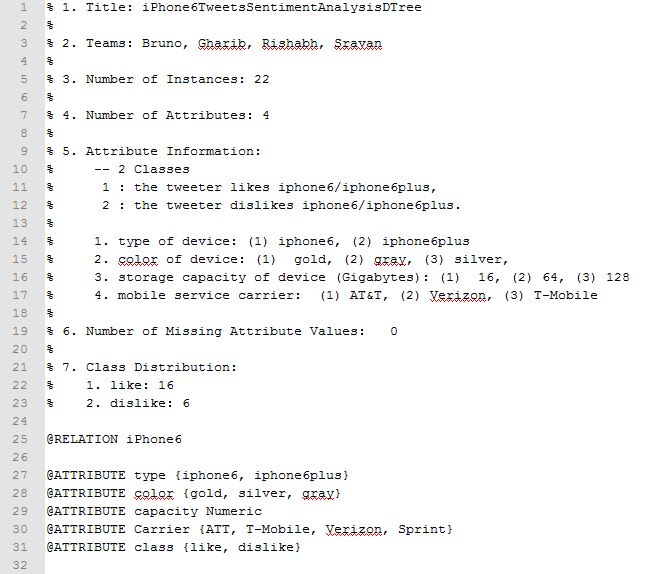 1 % 1. Title: iPhone6TweetsSentimentAnalysisDTree
2 %
3 % 2. Teams: Bruno, Gharib, Rishabh, Sravan
4 %
5 % 3. Number of Instances: 22
6 %
7 % 4. Number of Attributes: 4
8 %
9 % 5. Attribute Information:
10 % -- 2 Classes
11 % 1 : the tweeter likes iphone6/iphone6plus,
12 % 2 : the tweeter dislikes iphone6/iphone6plus.
13 %
14 % 1. type of device: (1) iphone6, (2) iphone6plus
15 % 2. color of device: (1) gold, (2) gray, (3) silver,
16 % 3. storage capacity of device (Gigabytes): (1) 16, (2) 64, (3) 128
17 % 4. mobile service carrier: (1) AT&T, (2) Verizon, (3) T-Mobile
18 %
19 % 6. Number of Missing Attribute Values: 0
20 %
21 % 7. Class Distribution:
22 % 1. like: 16
23 % 2. dislike: 6
24
25 @RELATION iPhone6
26
27 @ATTRIBUTE type {iphone6, iphone6plus}
28 @ATTRIBUTE color {gold, silver, gray}
29 @ATTRIBUTE capacity Numeric
30 @ATTRIBUTE Carrier {ATT, T-Mobile, Verizon, Sprint}
31 @ATTRIBUTE class {like, dislike}
32